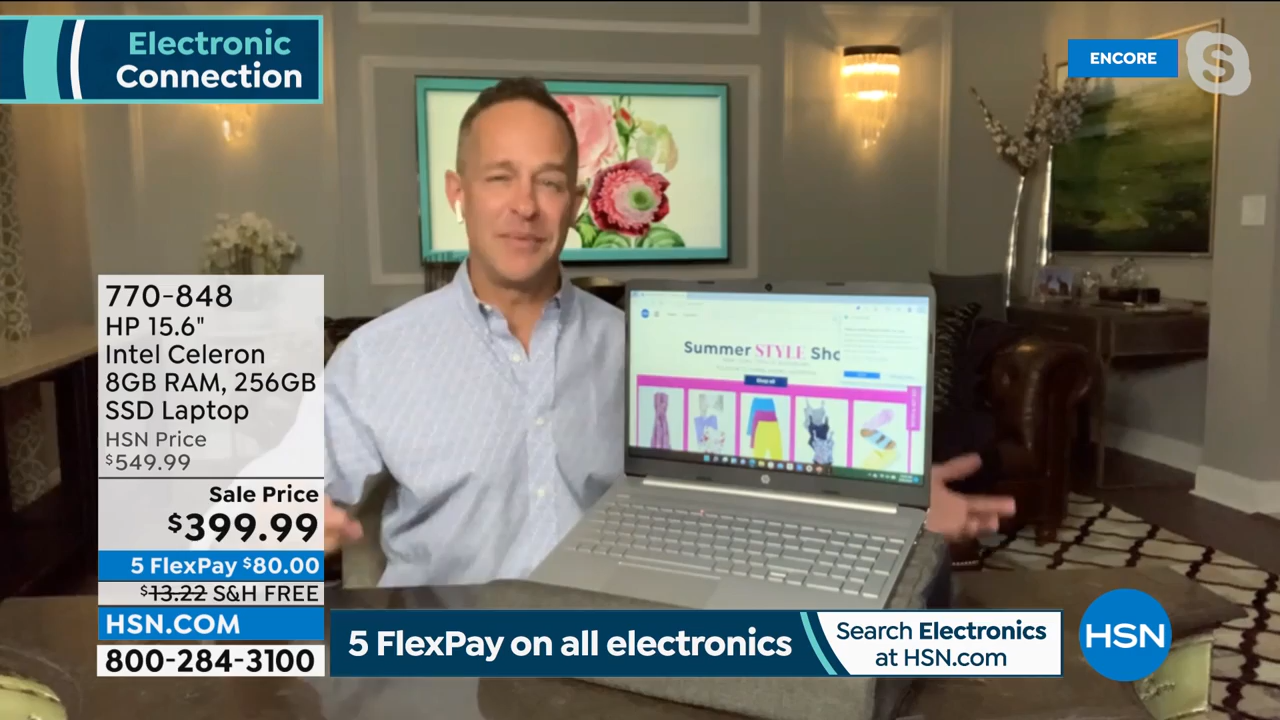 Electronic
Connection
ENCORE
S
770-848
HP 15.6"
Intel Celeron
8GB RAM, 256GB
SSD Laptop
HSN Price
$549.99
Sale Price
$399.99
5 FlexPay $80.00
$13.22 S&H FREE
HSN.COM
800-284-3100
Summer STYLE Sho
Shop all
hp
5 FlexPay on all electronics
Search Electronics
at HSN.com
HSN